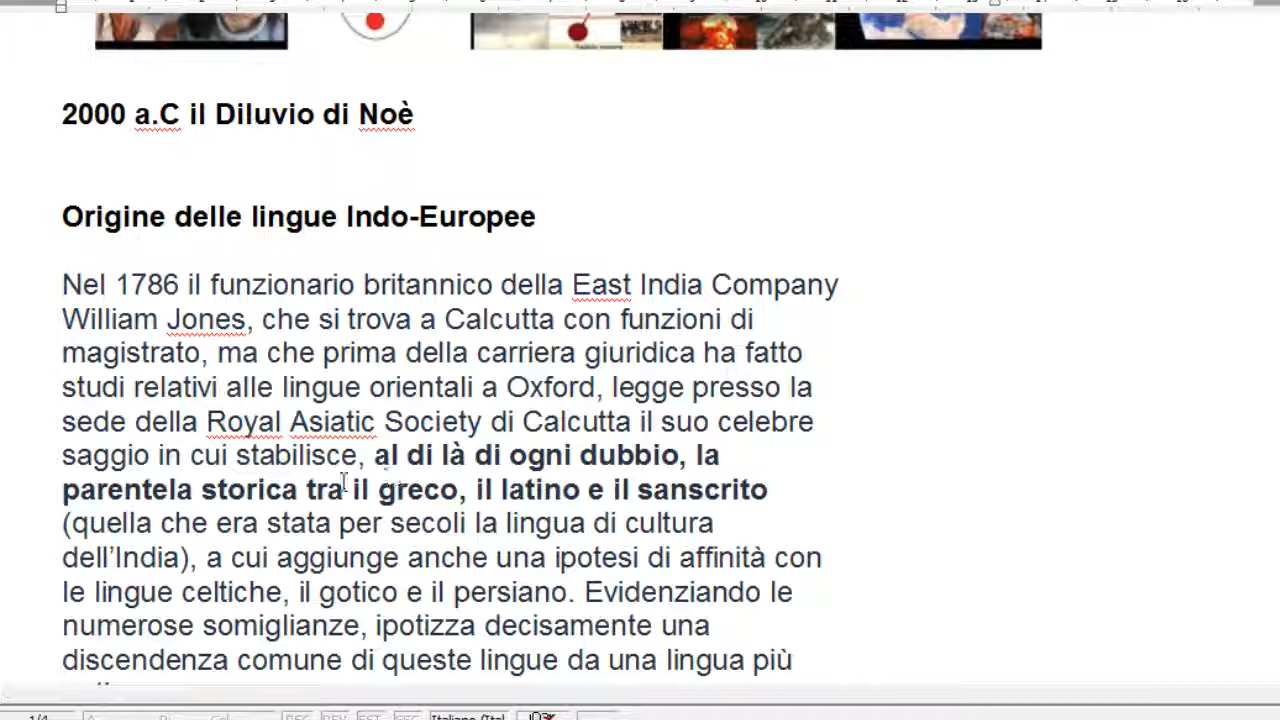 2000 a.C il Diluvio di Noè
Origine delle lingue Indo-Europee
Nel 1786 il funzionario britannico della East India Company
William Jones, che si trova a Calcutta con funzioni di
magistrato, ma che prima della carriera giuridica ha fatto
studi relativi alle lingue orientali a Oxford, legge presso la
sede della Royal Asiatic Society di Calcutta il suo celebre
saggio in cui stabilisce, al di là di ogni dubbio, la
parentela storica tra il greco, il latino e il sanscrito
(quella che era stata per secoli la lingua di cultura
dell’India), a cui aggiunge anche una ipotesi di affinità con
le lingue celtiche, il gotico e il persiano. Evidenziando le
numerose somiglianze, ipotizza decisamente una
discendenza comune di queste lingue da una lingua più